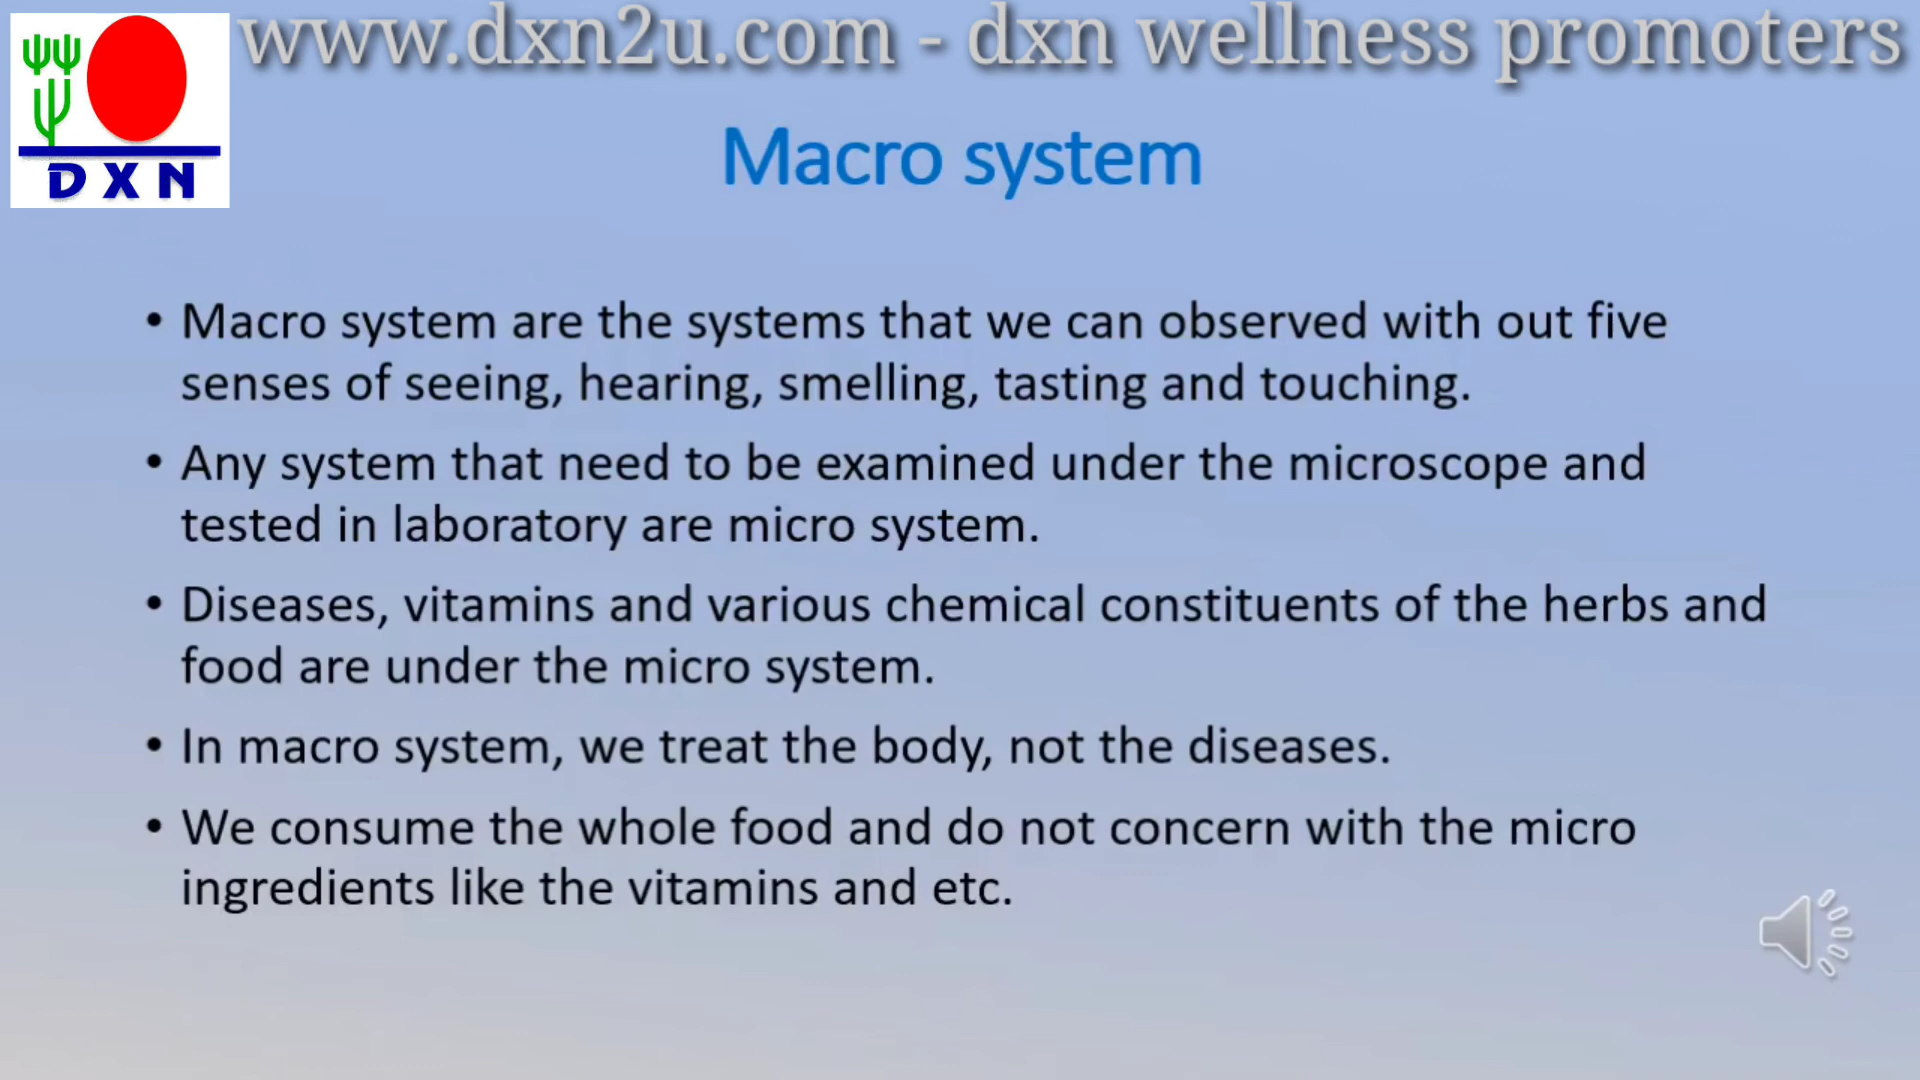 www.dxn2u.com - dxn wellness promoters
DXN
Macro system
• Macro system are the systems that we can observed with out five
senses of seeing, hearing, smelling, tasting and touching.
• Any system that need to be examined under the microscope and
tested in laboratory are micro system.
• Diseases, vitamins and various chemical constituents of the herbs and
food are under the micro system.
• In macro system, we treat the body, not the diseases.
• We consume the whole food and do not concern with the micro
ingredients like the vitamins and etc.